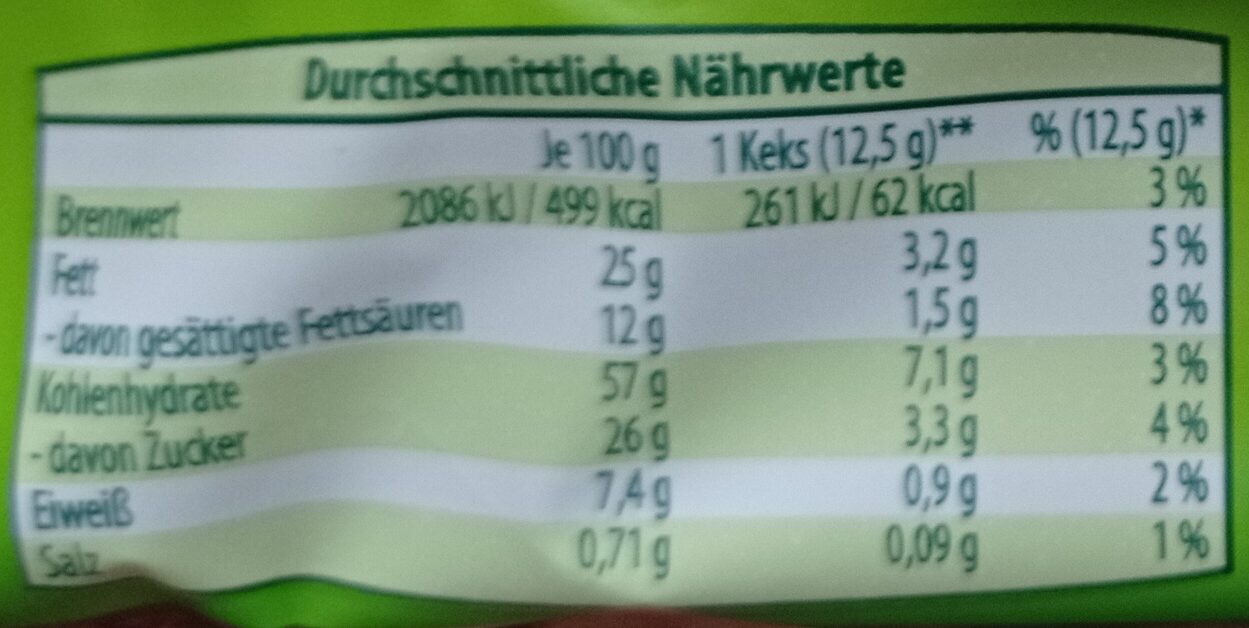 Durchschnittliche Nährwerte
Je 100 g 1 Keks (12,5 g)** % (12,5 g)*
Brennwert 2086 kJ / 499 kcal 261 kJ / 62 kcal 3 %
Fett 25 g 3,2 g 5 %
- davon gesättigte Fettsäuren 12 g 1,5 g 8 %
Kohlenhydrate 57 g 7,1 g 3 %
- davon Zucker 26 g 3,3 g 4 %
Eiweiß 7,4 g 0,9 g 2 %
Salz 0,71 g 0,09 g 1 %